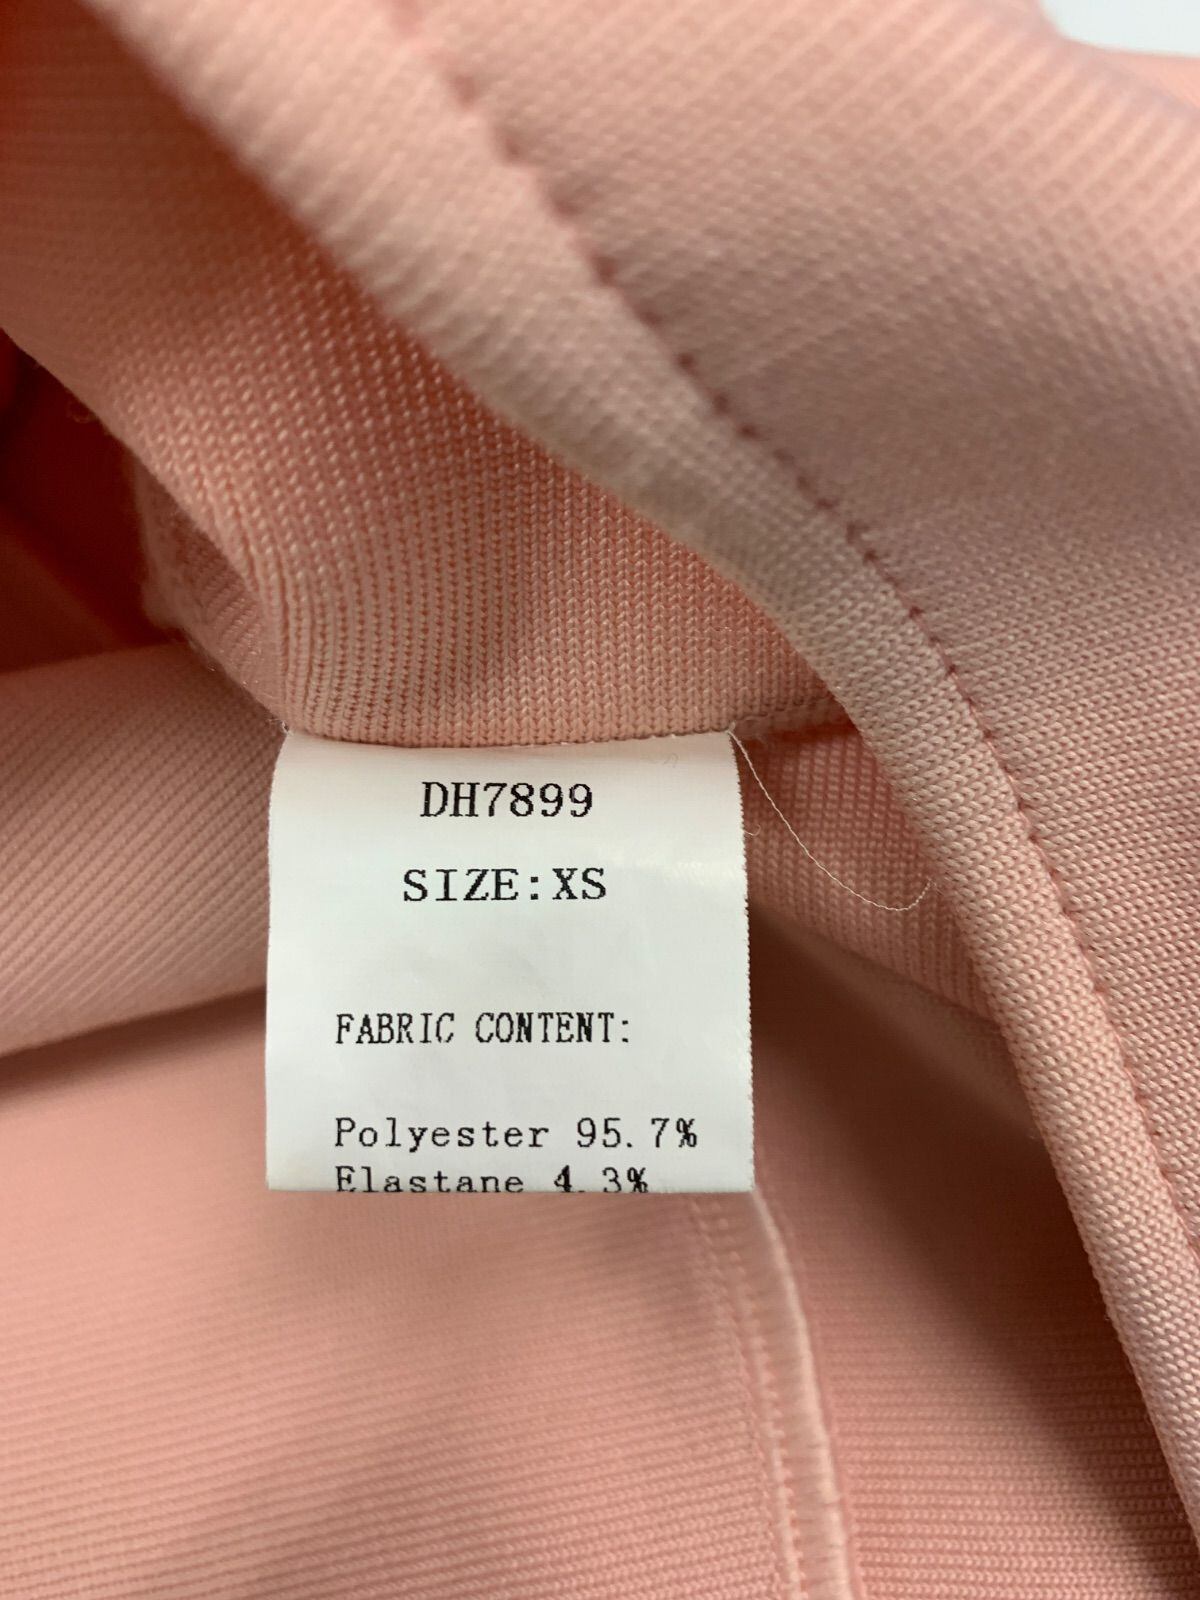 DH7899
SIZE:XS
FABRIC CONTENT:
Polyester 95.7%
Elastane 4.3%